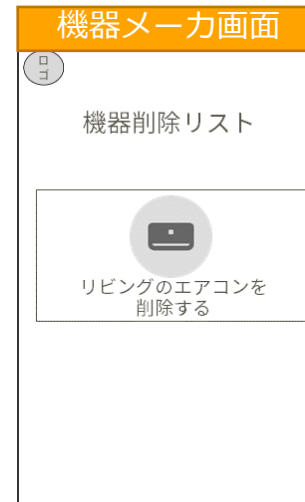 機器メーカ画面
ロゴ
機器削除リスト
リビングのエアコンを
削除する